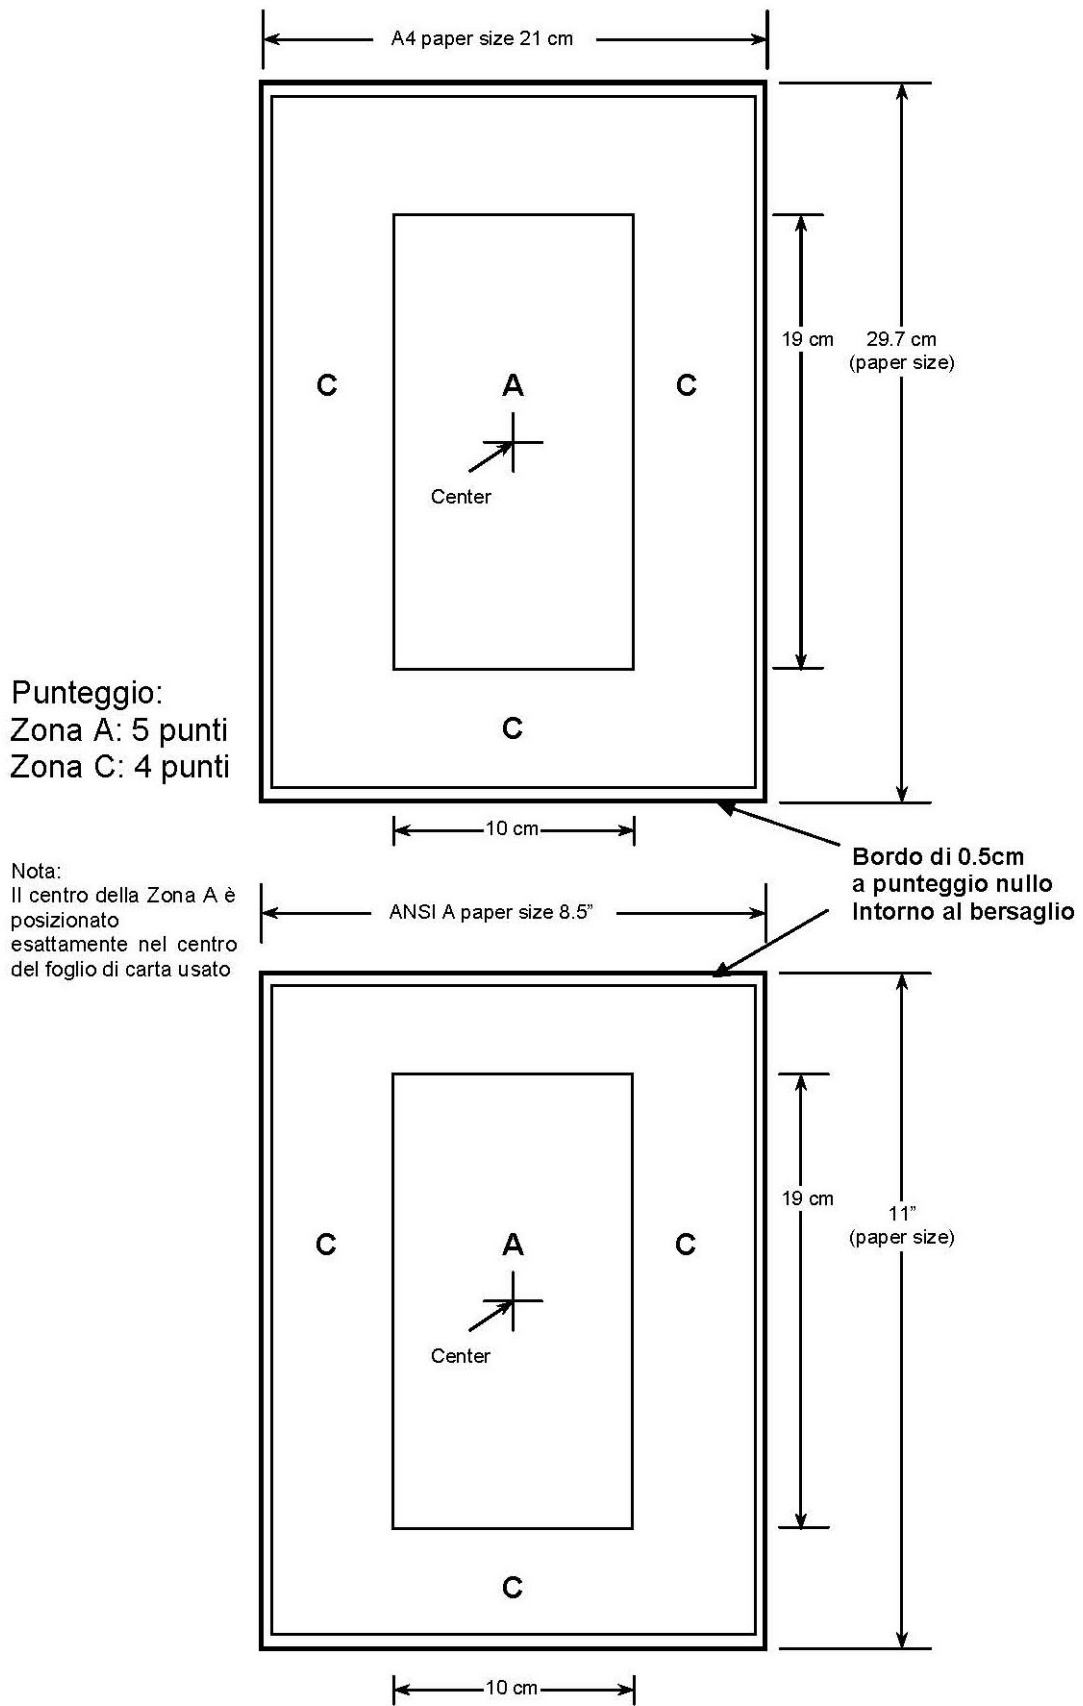 A4 paper size 21 cm
19 cm
29.7 cm
(paper size)
C
A
C
Center
Punteggio:
Zona A: 5 punti
Zona C: 4 punti
C
10 cm
Bordo di 0.5cm
a punteggio nullo
Intorno al bersaglio
Nota:
Il centro della Zona A è
posizionato
esattamente nel centro
del foglio di carta usato
ANSI A paper size 8.5”
19 cm
11”
(paper size)
C
A
C
Center
C
10 cm